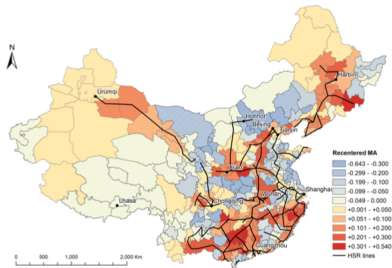 N
Ürümqi
Harbin
Hohhot
Beijing
Tianjin
Xi'an
Lhasa
Chongqing
Wuhan
Shanghai
Guangzhou
Recentered MA
-0.643 - -0.300
-0.299 - -0.200
-0.199 - -0.100
-0.099 - -0.050
-0.049 - 0.000
+0.001 - +0.050
+0.051 - +0.100
+0.101 - +0.200
+0.201 - +0.300
+0.301 - +0.540
HSR lines
0
1,000
2,000 Km